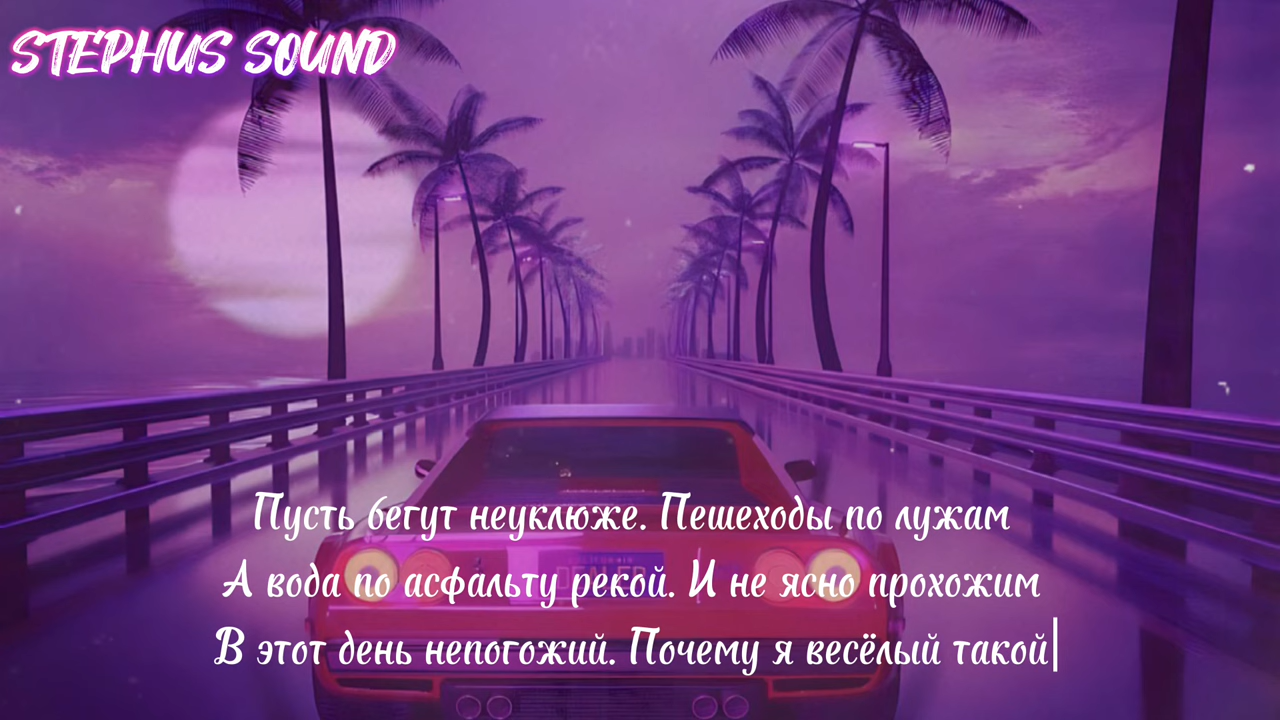 STEPHUS SOUND
Пусть бегут неуклюже. Пешеходы по лужам
А вода по асфальту рекой. И не ясно прохожим
В этот день непогожий. Почему я весёлый такой